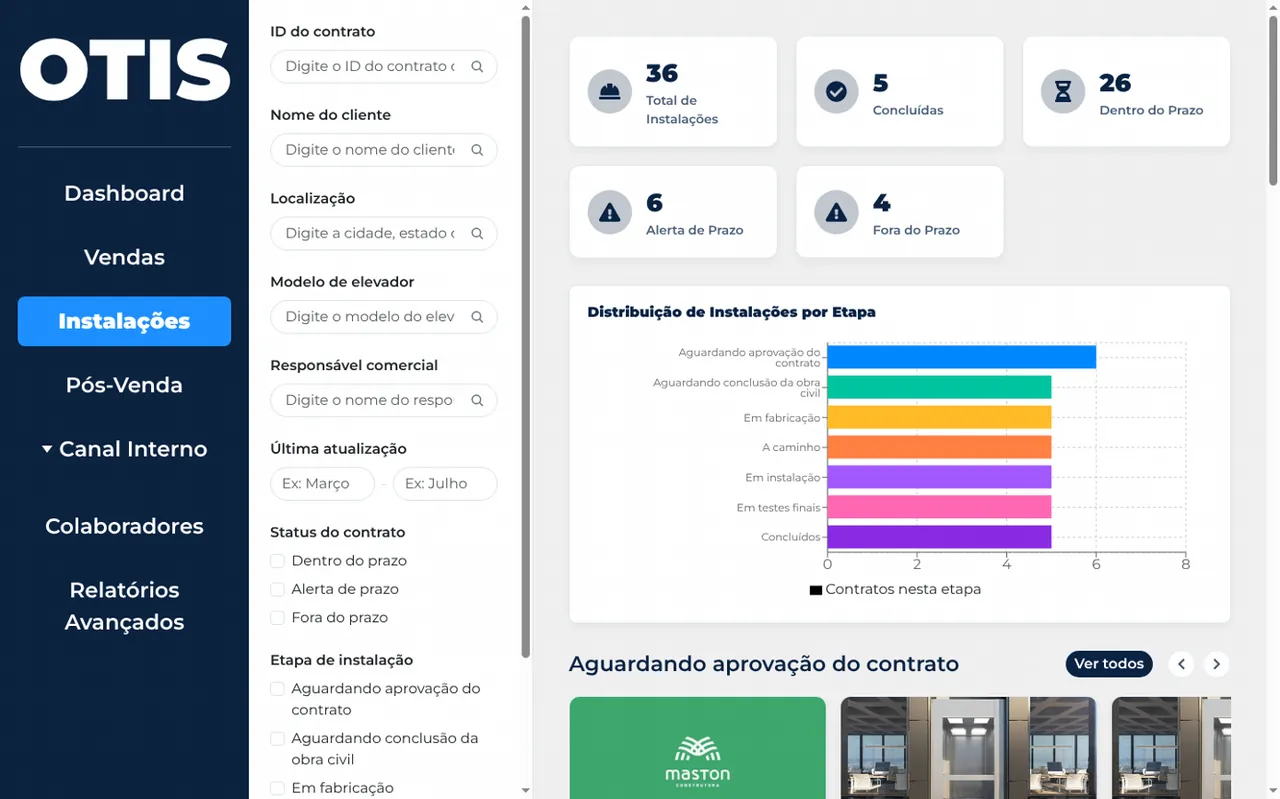 OTIS
Dashboard
Vendas
Instalações
Pós-Venda
Canal Interno
Colaboradores
Relatórios
Avançados
ID do contrato
Digite o ID do contrato
Nome do cliente
Digite o nome do cliente
Localização
Digite a cidade, estado
Modelo de elevador
Digite o modelo do elev
Responsável comercial
Digite o nome do respo
Última atualização
Ex: Março - Ex: Julho
Status do contrato
Dentro do prazo
Alerta de prazo
Fora do prazo
Etapa de instalação
Aguardando aprovação do
contrato
Aguardando conclusão da
obra civil
Em fabricação
36
Total de
Instalações
5
Concluídas
26
Dentro do Prazo
6
Alerta de Prazo
4
Fora do Prazo
Distribuição de Instalações por Etapa
Aguardando aprovação do
contrato
Aguardando conclusão da obra
civil
Em fabricação
A caminho
Em instalação
Em testes finais
Concluídos
0 2 4 6 8
Contratos nesta etapa
Aguardando aprovação do contrato
Ver todos
MASTON
CONSTRUTORA